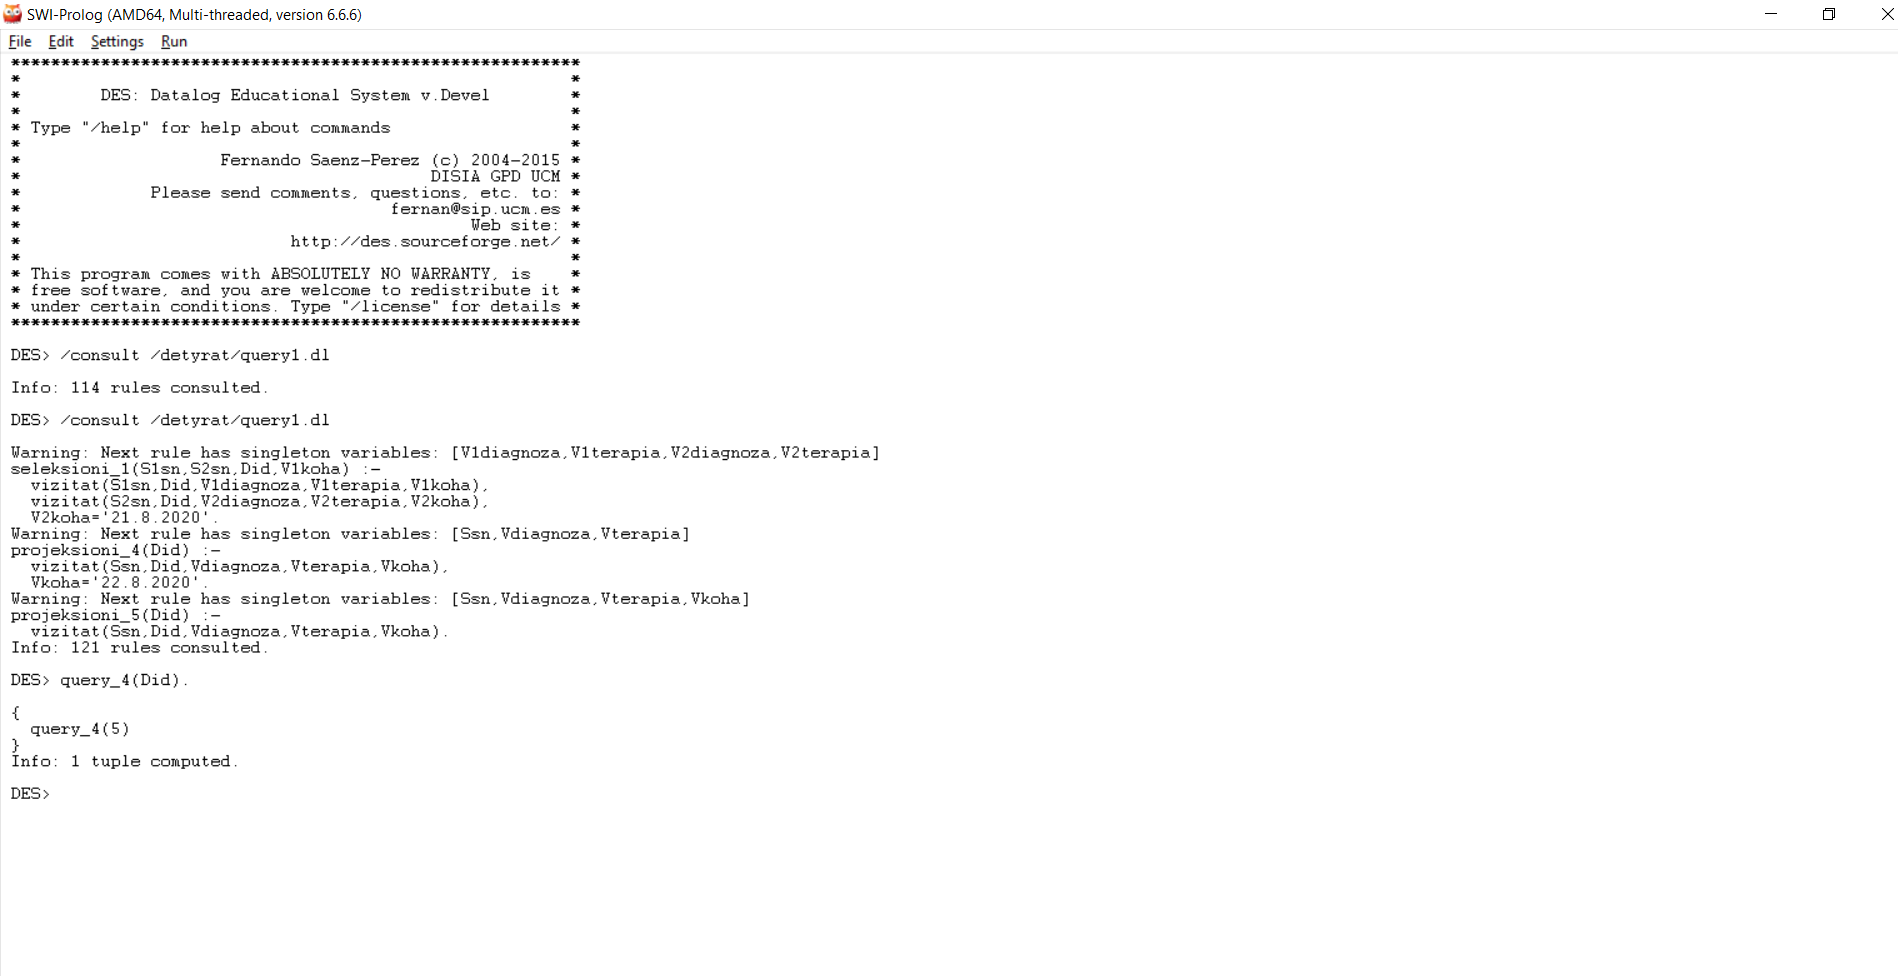 SWI-Prolog (AMD64, Multi-threaded, version 6.6.6)
File Edit Settings Run
*********************************************************
* *
* DES: Datalog Educational System v.Devel *
* *
* Type "/help" for help about commands *
* *
* Fernando Saenz-Perez (c) 2004-2015 *
* DISIA GPD UCM *
* Please send comments, questions, etc. to: *
* fernan@sip.ucm.es *
* Web site: *
* http://des.sourceforge.net/ *
* *
* This program comes with ABSOLUTELY NO WARRANTY, is *
* free software, and you are welcome to redistribute it *
* under certain conditions. Type "/license" for details *
*********************************************************
DES> /consult /detyrat/query1.dl
Info: 114 rules consulted.
DES> /consult /detyrat/query1.dl
Warning: Next rule has singleton variables: [V1diagnoza,V1terapia,V2diagnoza,V2terapia]
seleksioni_1(S1sn,S2sn,Did,V1koha) :-
vizitat(S1sn,Did,V1diagnoza,V1terapia,V1koha),
vizitat(S2sn,Did,V2diagnoza,V2terapia,V2koha),
V2koha='21.8.2020'.
Warning: Next rule has singleton variables: [Ssn,Vdiagnoza,Vterapia]
projeksioni_4(Did) :-
vizitat(Ssn,Did,Vdiagnoza,Vterapia,Vkoha),
Vkoha='22.8.2020'.
Warning: Next rule has singleton variables: [Ssn,Vdiagnoza,Vterapia,Vkoha]
projeksioni_5(Did) :-
vizitat(Ssn,Did,Vdiagnoza,Vterapia,Vkoha).
Info: 121 rules consulted.
DES> query_4(Did).
{
query_4(5)
}
Info: 1 tuple computed.
DES>